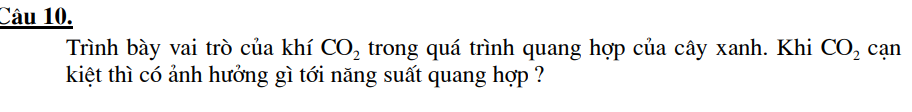 Câu 10.
Trình bày vai trò của khí CO₂ trong quá trình quang hợp của cây xanh. Khi CO₂ cạn
kiệt thì có ảnh hưởng gì tới năng suất quang hợp ?